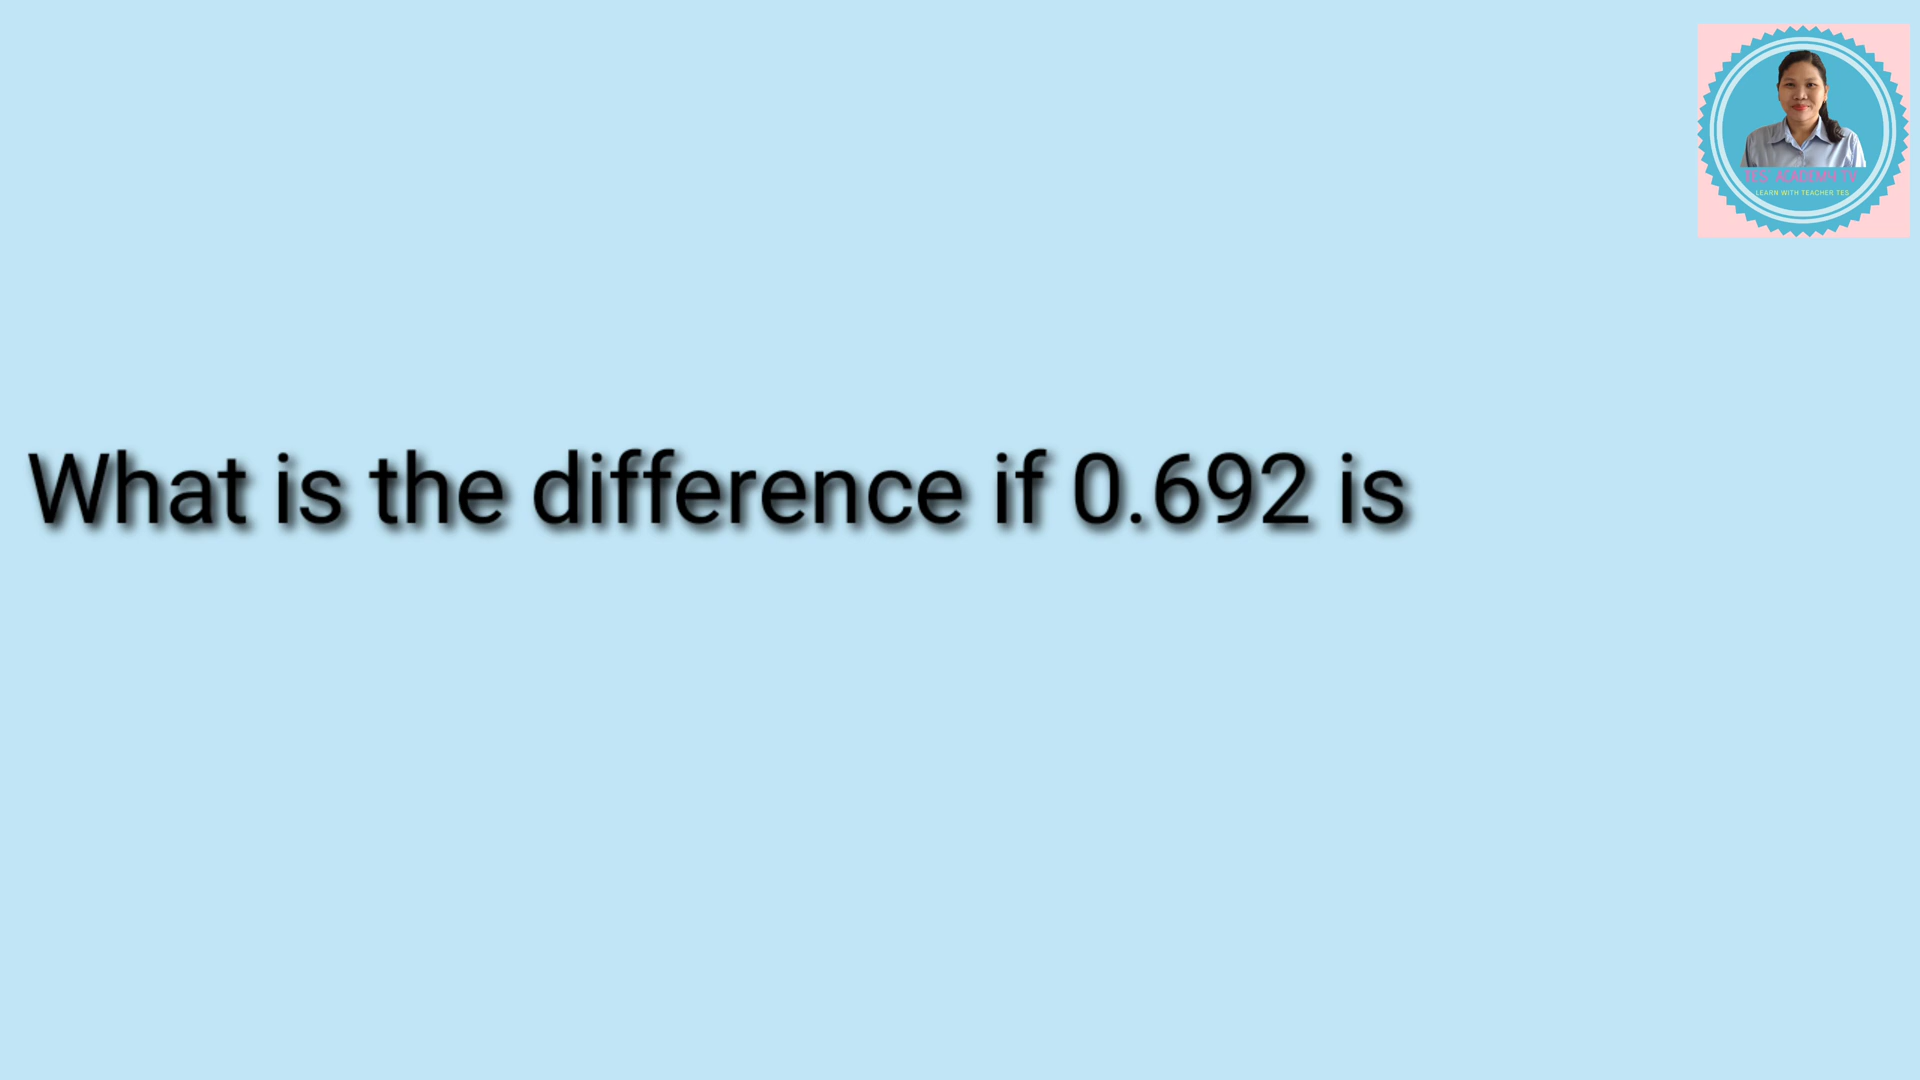 TES ACADEMY TV
LEARN WITH TEACHER TES
What is the difference if 0.692 is